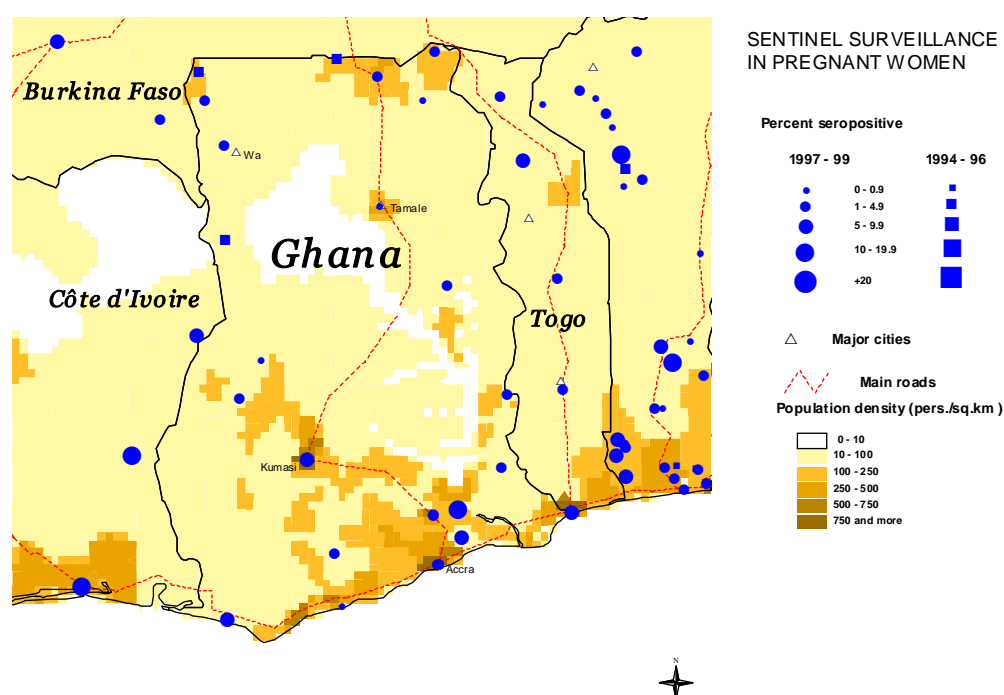 SENTINEL SURVEILLANCE
IN PREGNANT WOMEN
Burkina Faso
Wa
Tamale
Ghana
Côte d'Ivoire
Togo
Kumasi
Accra
Percent seropositive
1997 - 99 1994 - 96
0 - 0.9
1 - 4.9
5 - 9.9
10 - 19.9
+20
Major cities
Main roads
Population density (pers./sq.km )
0 - 10
10 - 100
100 - 250
250 - 500
500 - 750
750 and more
N